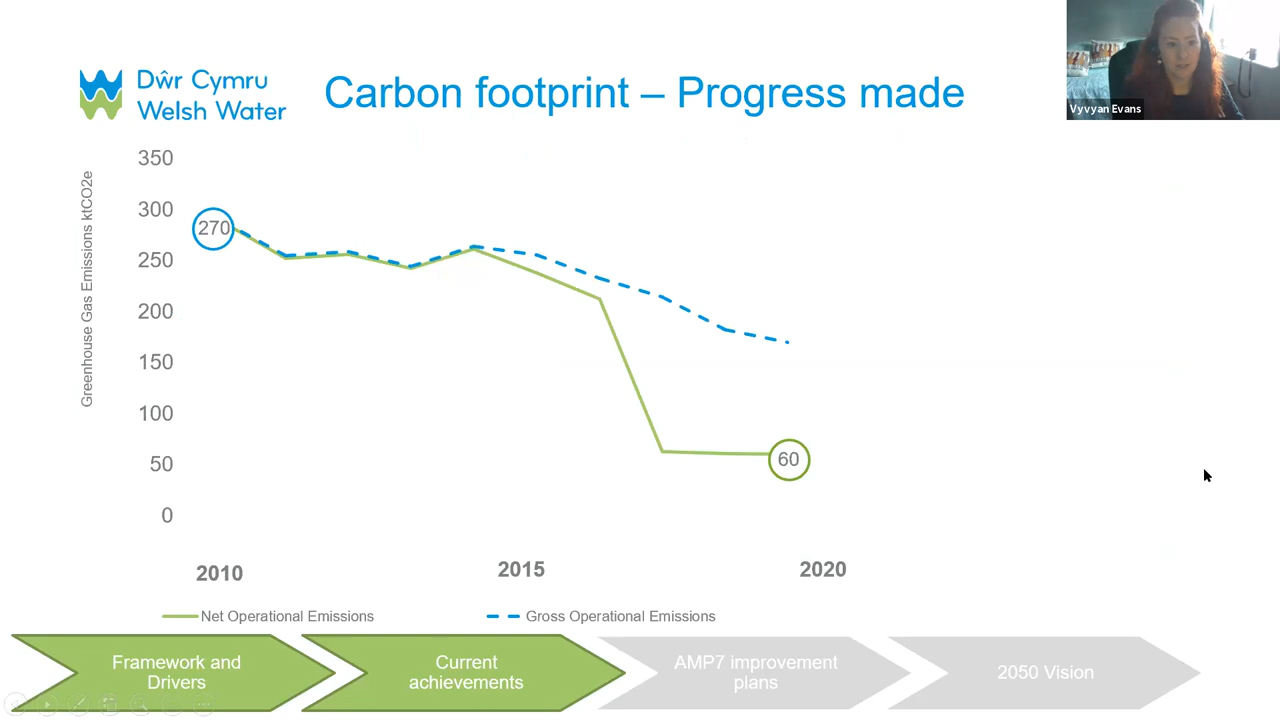 Dŵr Cymru
Welsh Water
Carbon footprint – Progress made
Vyvyan Evans
Greenhouse Gas Emissions ktCO2e
350
300
250
200
150
100
50
0
270
60
2010
2015
2020
Net Operational Emissions
Gross Operational Emissions
Framework and
Drivers
Current
achievements
AMP7 improvement
plans
2050 Vision